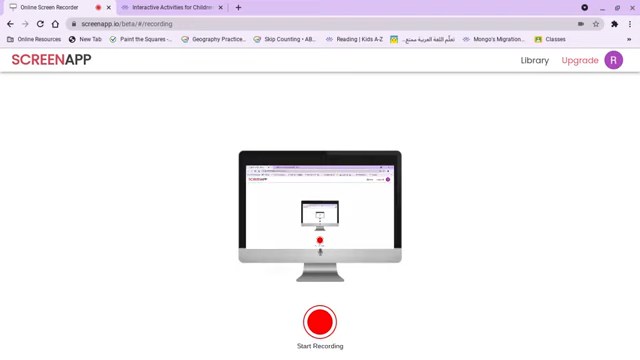 Online Screen Recorder
Interactive Activities for Children
screenapp.io/beta/#/recording
Online Resources New Tab Paint the Squares -... Geography Practice... Skip Counting • AB... Reading | Kids A-Z تعلّم اللغة العربية ممتع... Mongo's Migration... Classes
SCREENAPP Library Upgrade R
Start Recording